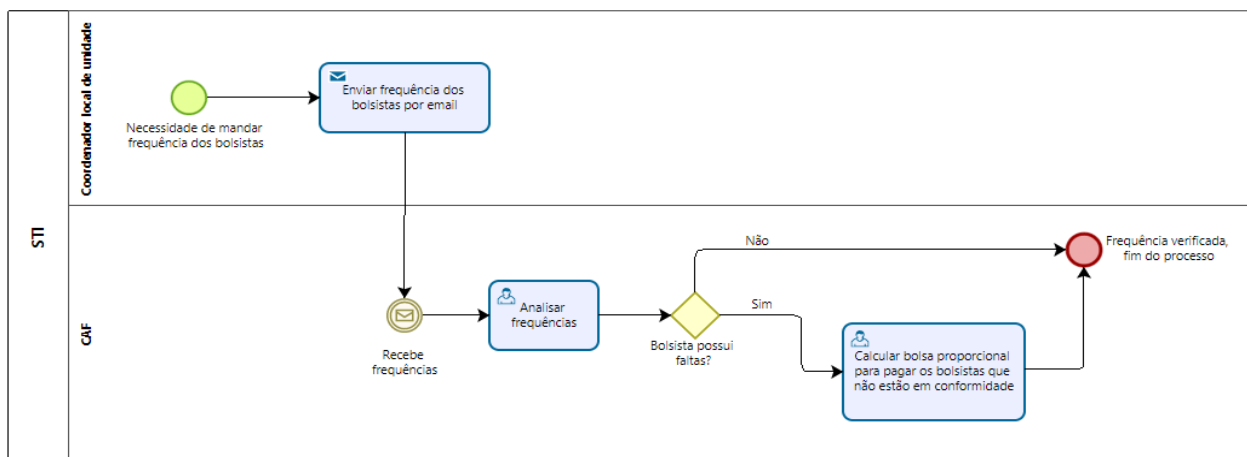 STI
Coordenador local de unidade
Necessidade de mandar
frequência dos bolsistas
Enviar frequência dos
bolsistas por email
CAF
Recebe
frequências
Analisar
frequências
Bolsista possui
faltas?
Não
Sim
Calcular bolsa proporcional
para pagar os bolsistas que
não estão em conformidade
Frequência verificada,
fim do processo